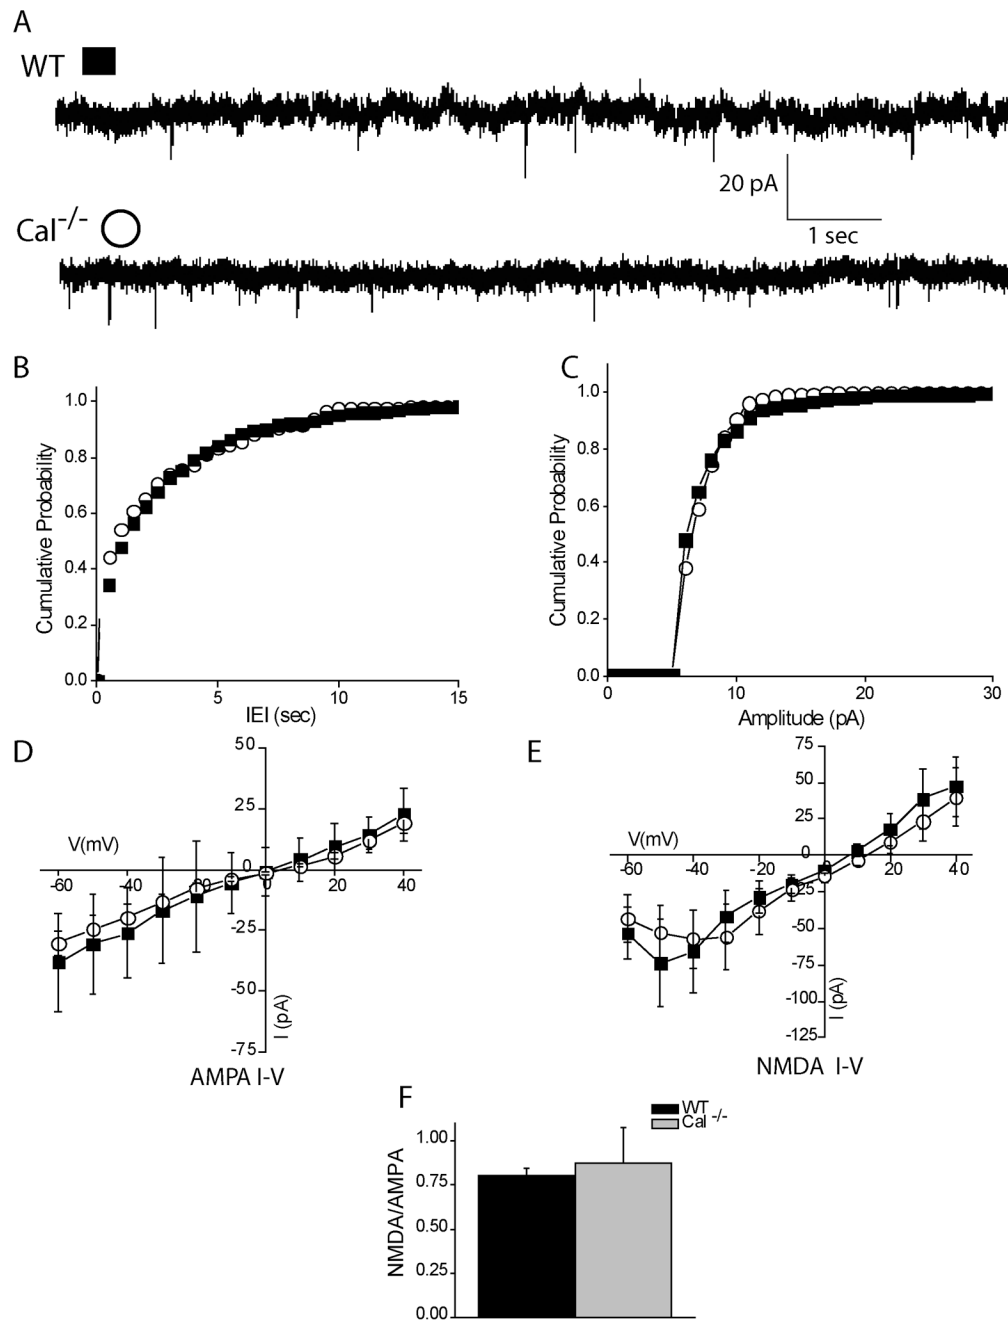 A
WT
20 pA
1 sec
Cal-/-
B
C
1.0
0.8
0.6
0.4
0.2
0.0
Cumulative Probability
0 5 10 15
IEI (sec)
1.0
0.8
0.6
0.4
0.2
0.0
Cumulative Probability
0 10 20 30
Amplitude (pA)
D
50
25
0
-25
-50
-75
V(mV)
-60 -40 -20 0 20 40
I (pA)
AMPA I-V
E
75
50
25
0
-25
-50
-75
-100
-125
V(mV)
-60 -40 -20 0 20 40
I (pA)
NMDA I-V
F
WT
Cal -/-
1.00
0.75
0.50
0.25
0.00
NMDA/AMPA